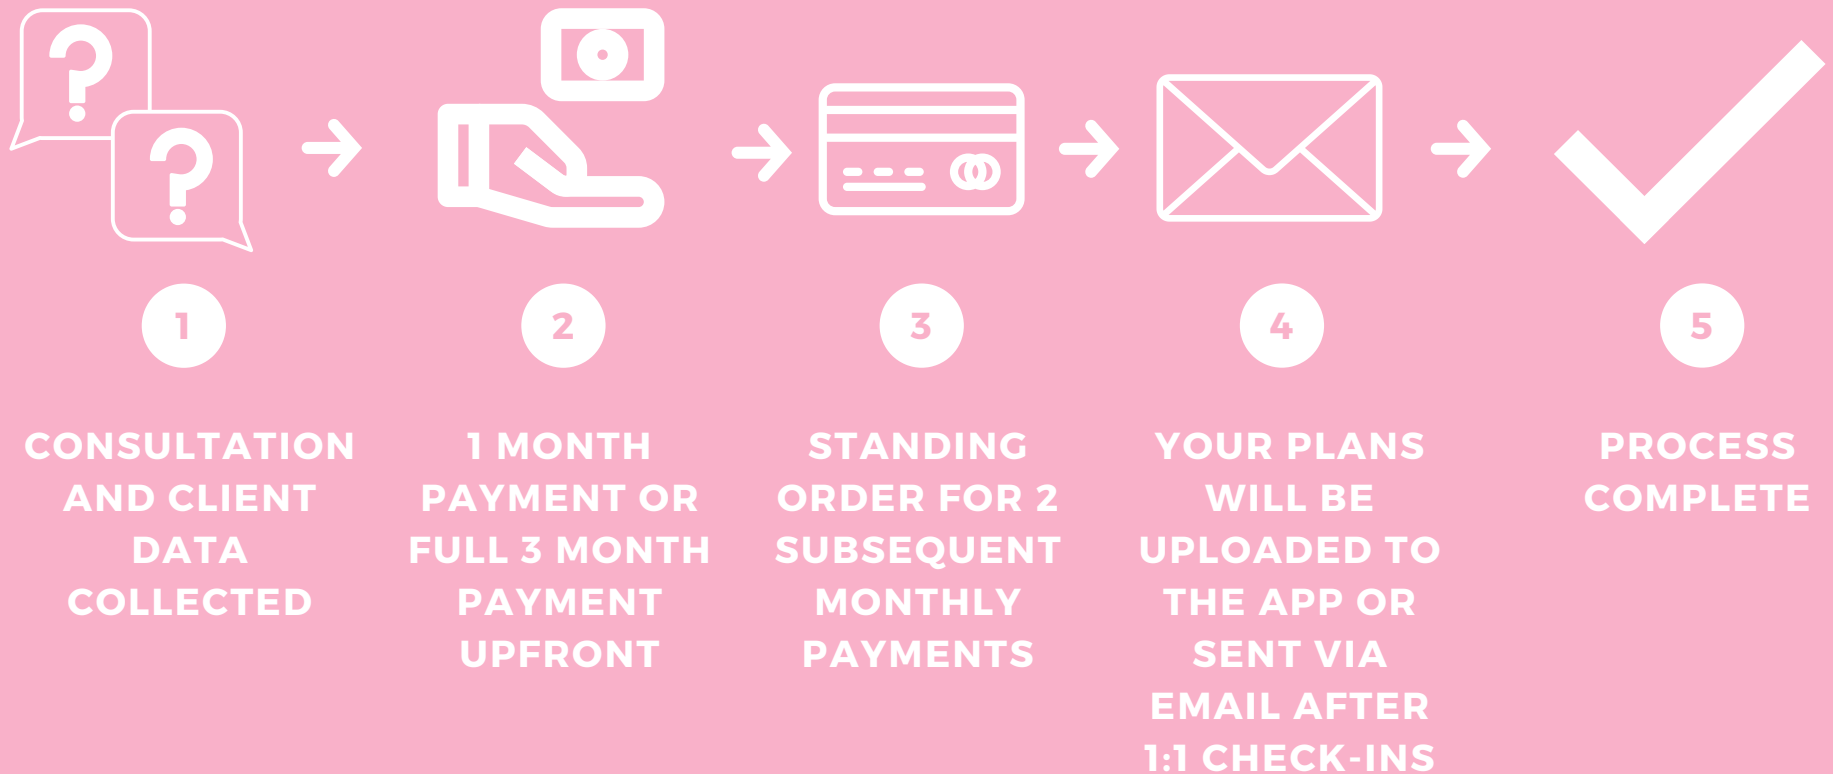 ?
?
1
CONSULTATION
AND CLIENT
DATA
COLLECTED
2
1 MONTH
PAYMENT OR
FULL 3 MONTH
PAYMENT
UPFRONT
3
STANDING
ORDER FOR 2
SUBSEQUENT
MONTHLY
PAYMENTS
4
YOUR PLANS
WILL BE
UPLOADED TO
THE APP OR
SENT VIA
EMAIL AFTER
1:1 CHECK-INS
5
PROCESS
COMPLETE